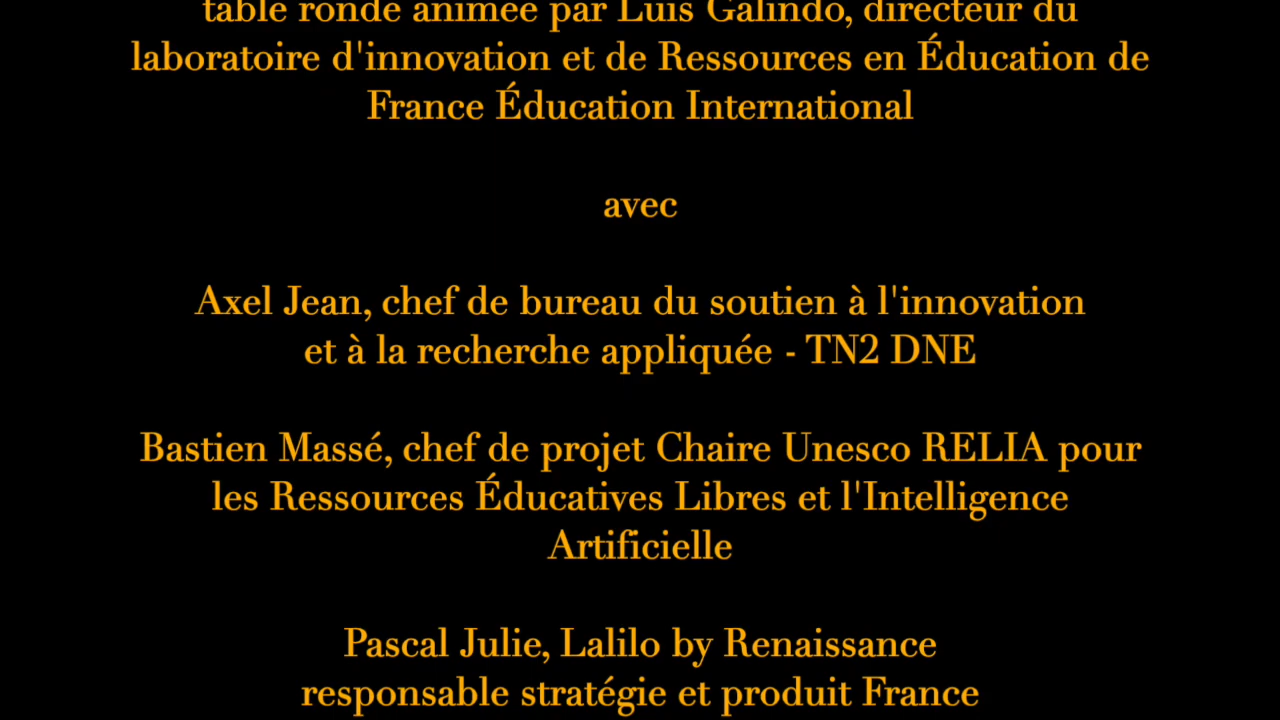 table ronde animée par Luis Galindo, directeur du
laboratoire d'innovation et de Ressources en Éducation de
France Éducation International
avec
Axel Jean, chef de bureau du soutien à l'innovation
et à la recherche appliquée - TN2 DNE
Bastien Massé, chef de projet Chaire Unesco RELIA pour
les Ressources Éducatives Libres et l'Intelligence
Artificielle
Pascal Julie, Lalilo by Renaissance
responsable stratégie et produit France